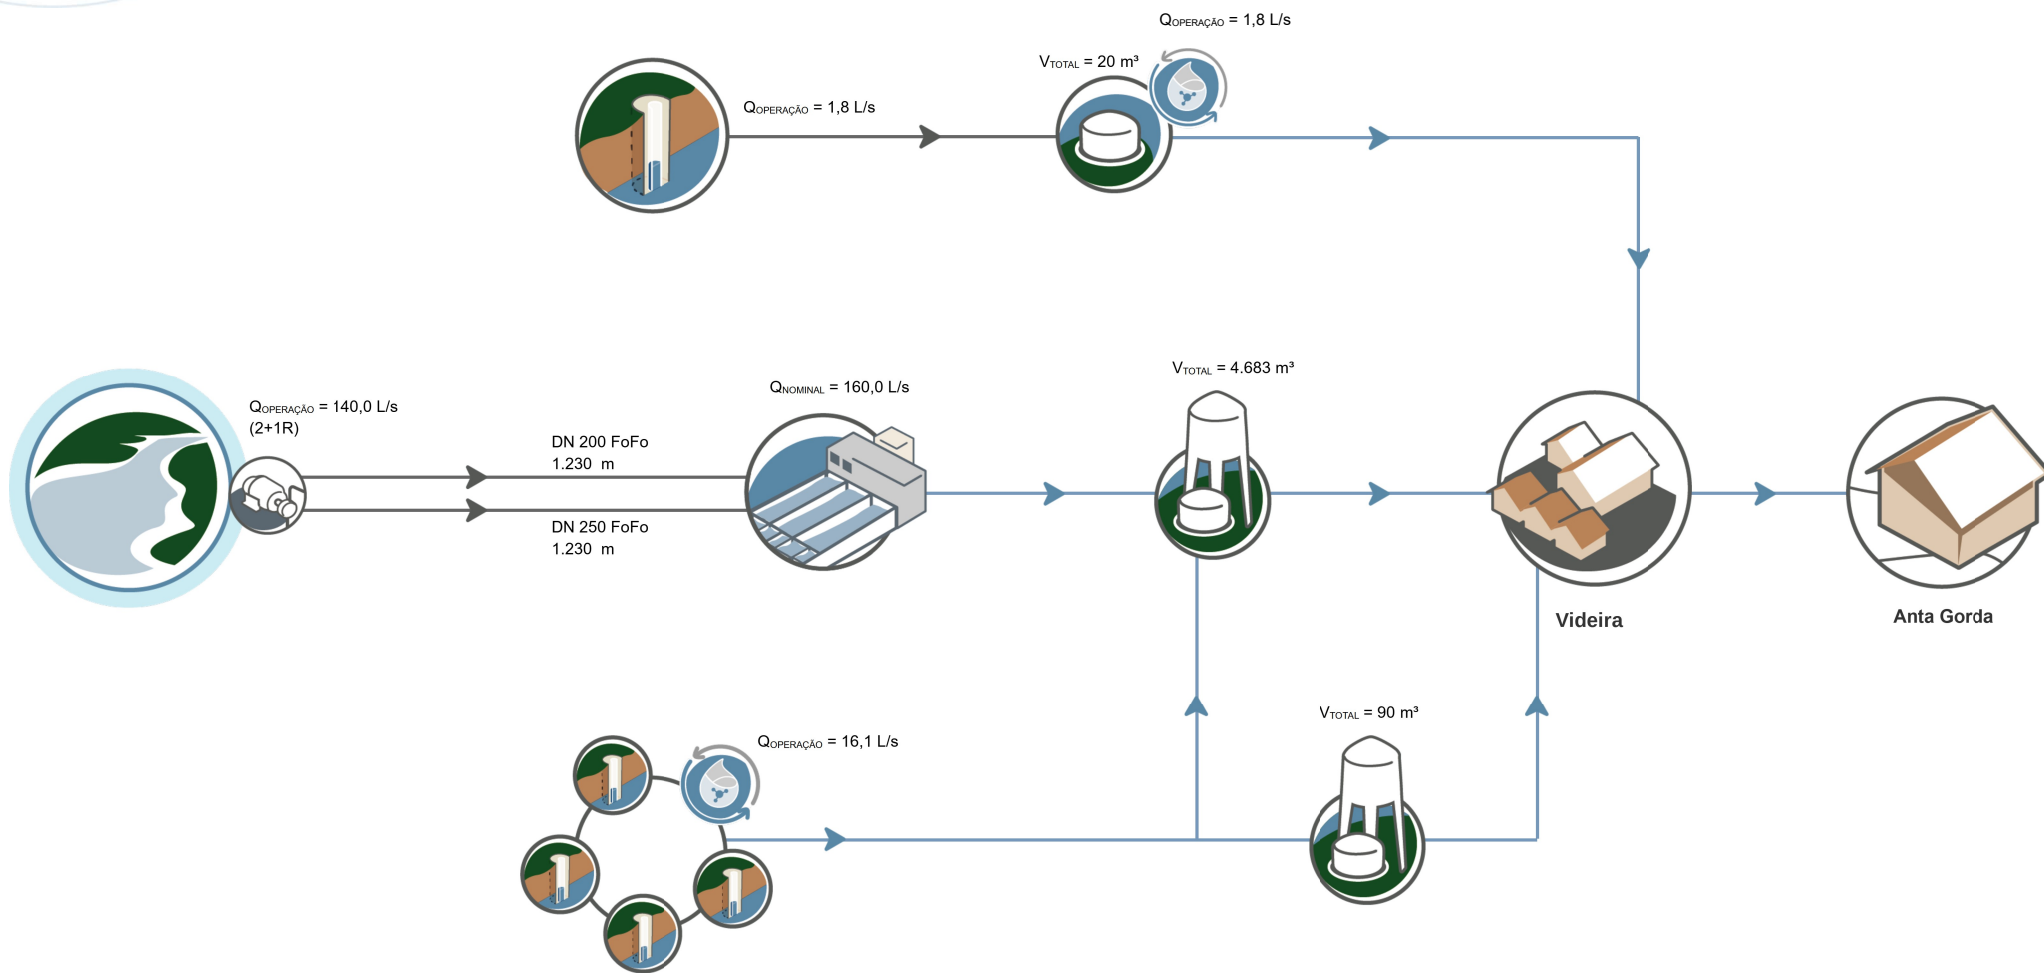 QOPERAÇÃO = 1,8 L/s
VTOTAL = 20 m³
QOPERAÇÃO = 1,8 L/s
VTOTAL = 4.683 m³
QNOMINAL = 160,0 L/s
QOPERAÇÃO = 140,0 L/s
(2+1R)
DN 200 FoFo
1.230 m
DN 250 FoFo
1.230 m
Videira
Anta Gorda
VTOTAL = 90 m³
QOPERAÇÃO = 16,1 L/s